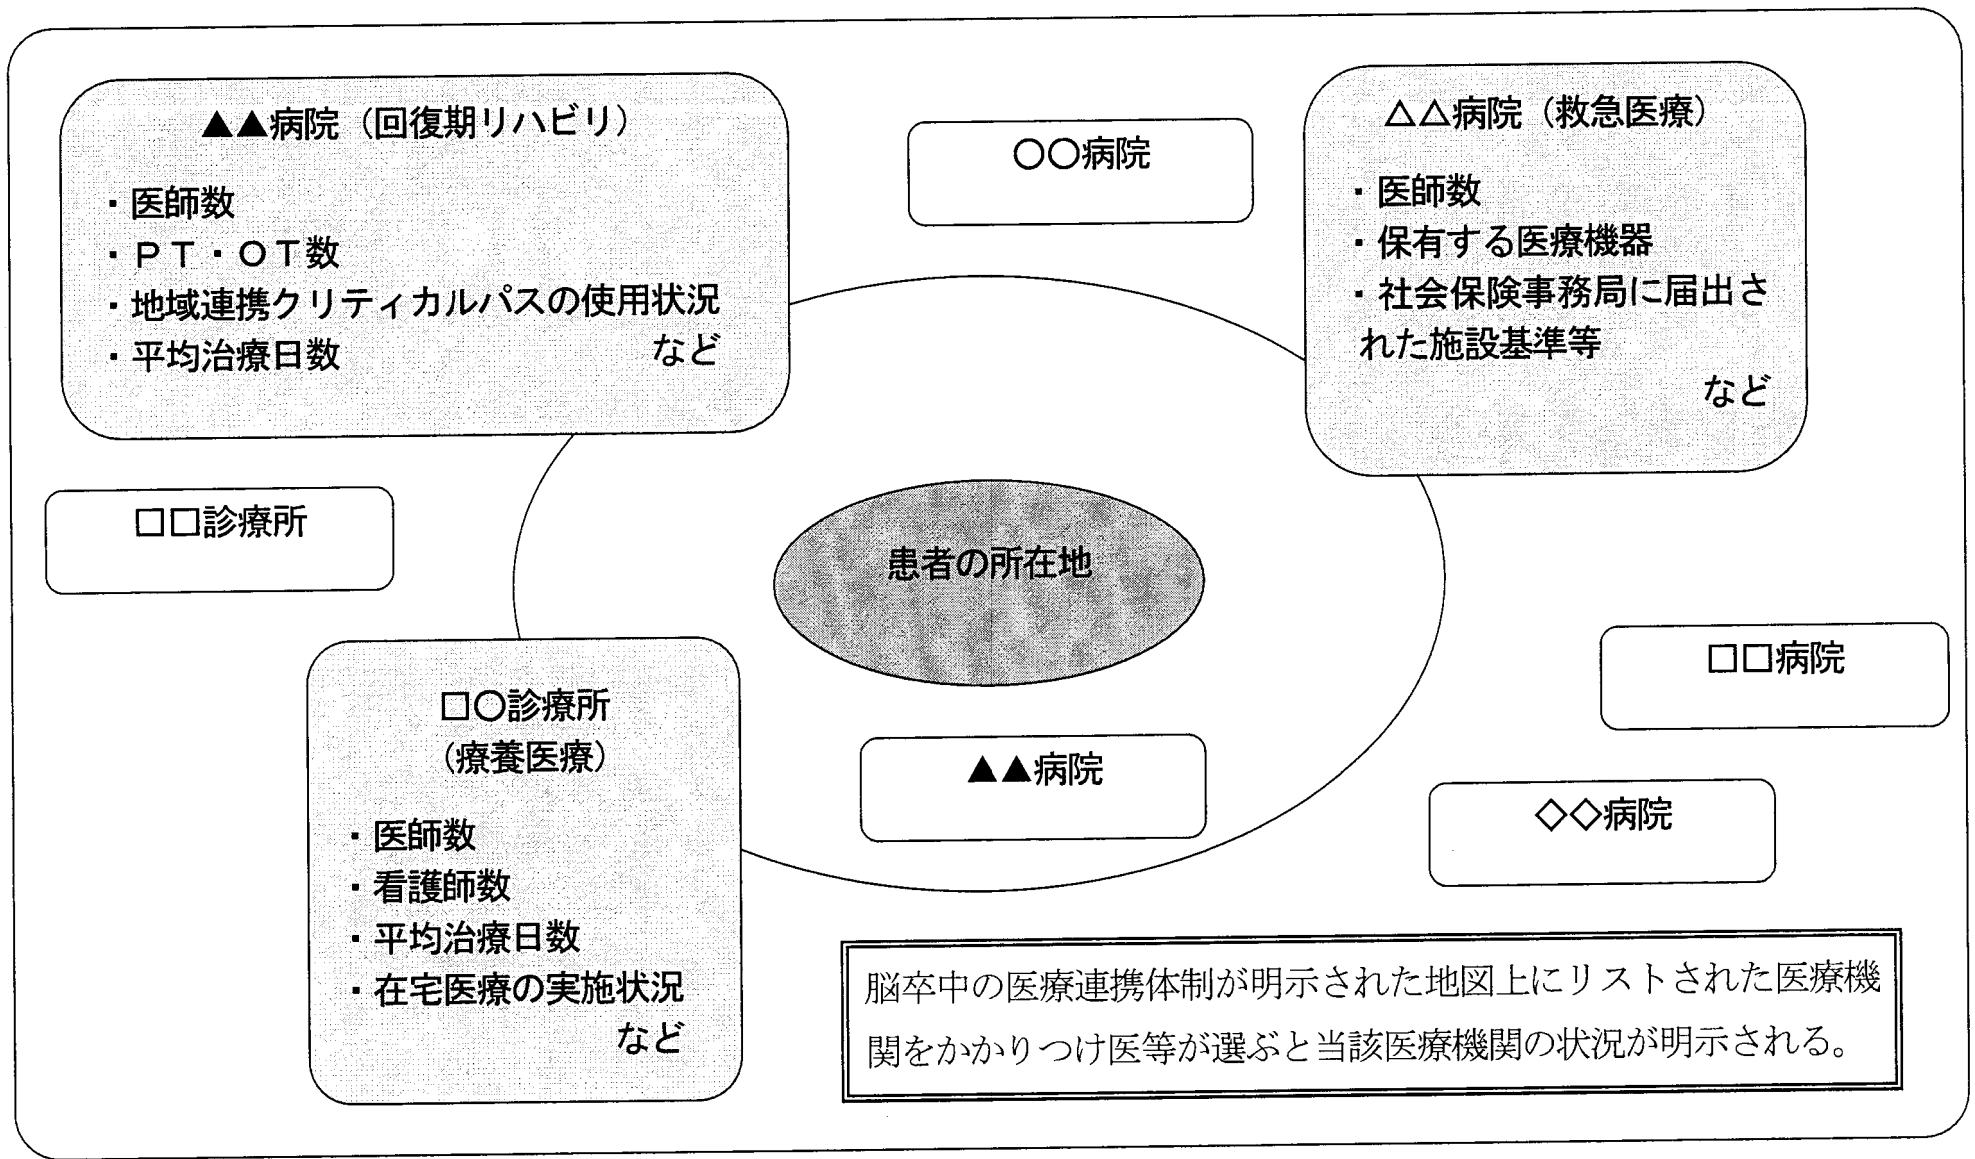 ▲▲病院（回復期リハビリ）
・医師数
・ＰＴ・ＯＴ数
・地域連携クリティカルパスの使用状況
・平均治療日数　など
○○病院
△△病院（救急医療）
・医師数
・保有する医療機器
・社会保険事務局に届出さ
れた施設基準等
など
□□診療所
患者の所在地
□○診療所
（療養医療）
・医師数
・看護師数
・平均治療日数
・在宅医療の実施状況
など
▲▲病院
□□病院
◇◇病院
脳卒中の医療連携体制が明示された地図上にリストされた医療機
関をかかりつけ医等が選ぶと当該医療機関の状況が明示される。